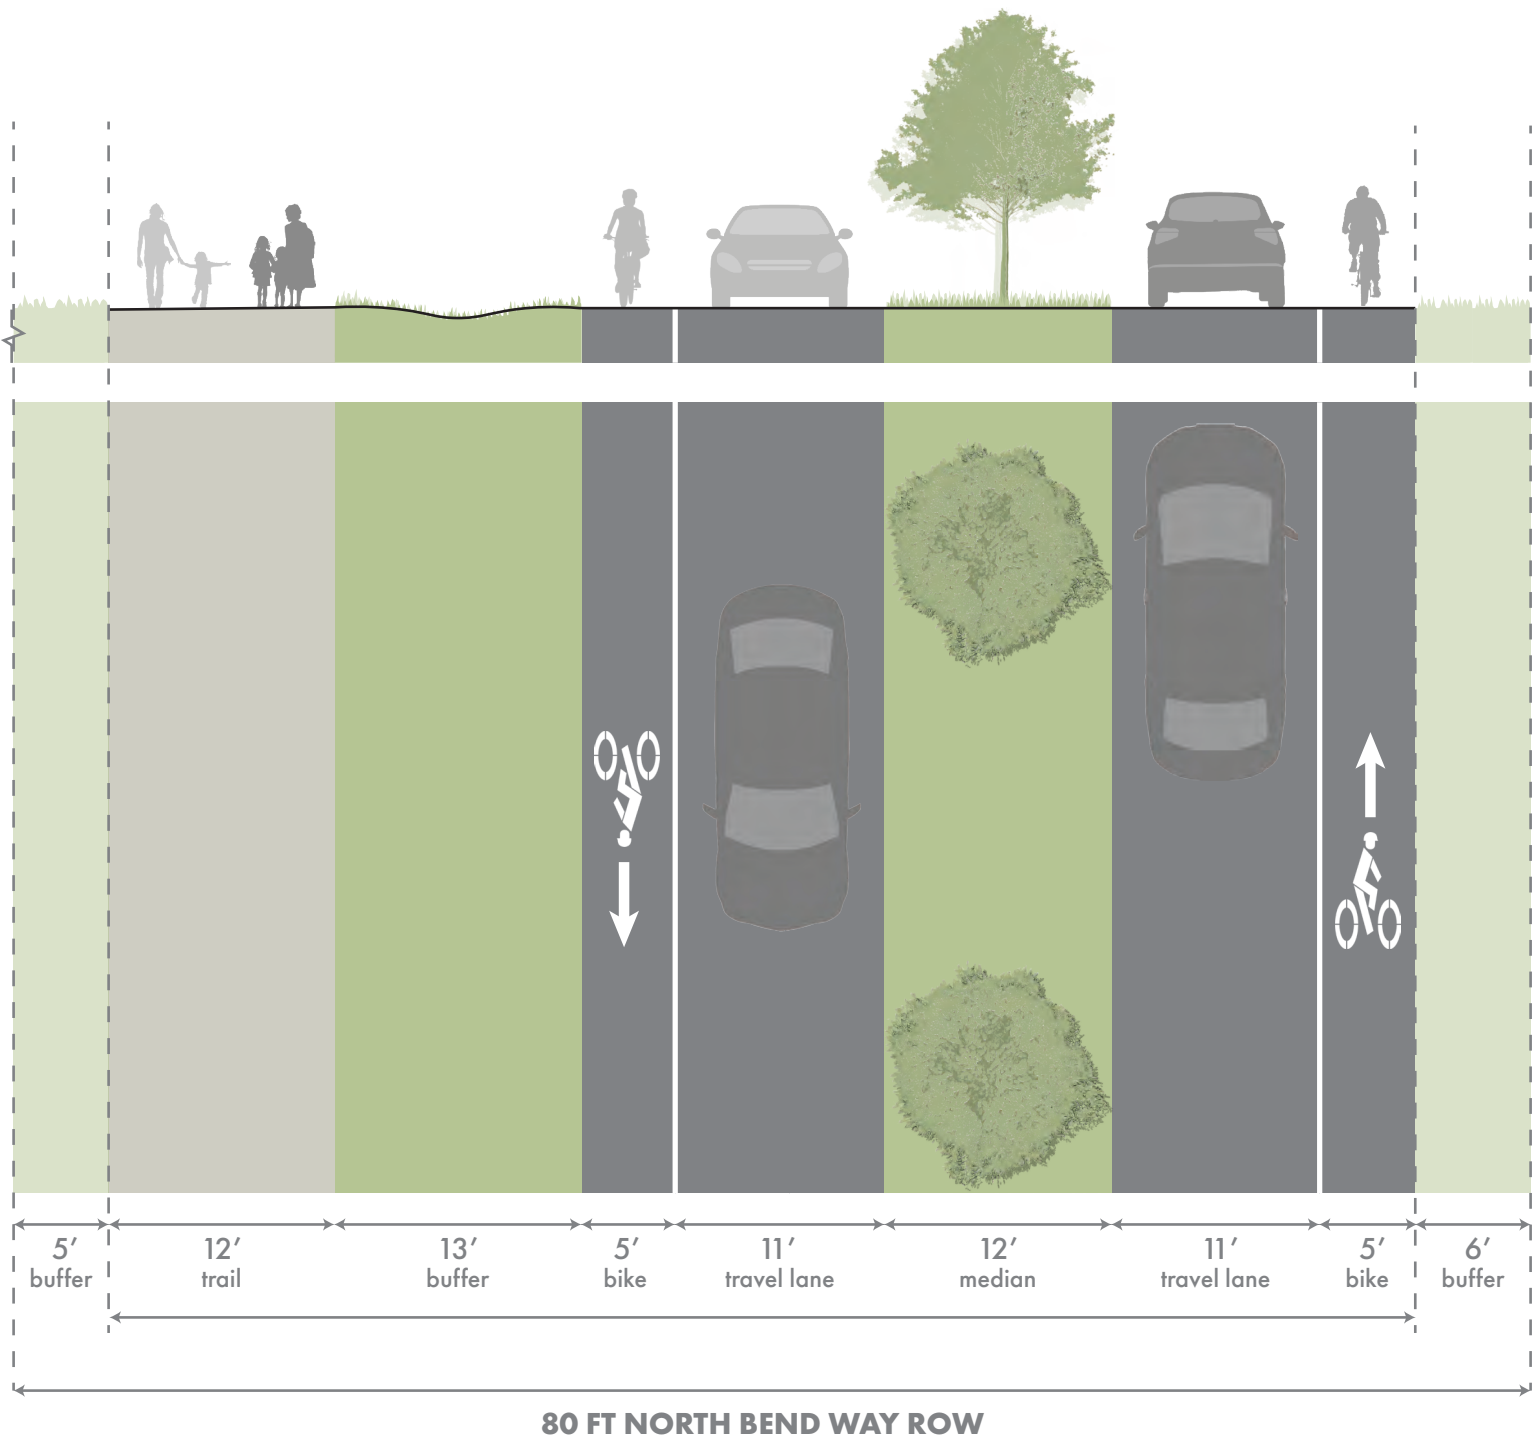 5’ 12’ 13’ 5’ 11’ 12’ 11’ 5’ 6’
buffer trail buffer bike travel lane median travel lane bike buffer
80 FT NORTH BEND WAY ROW